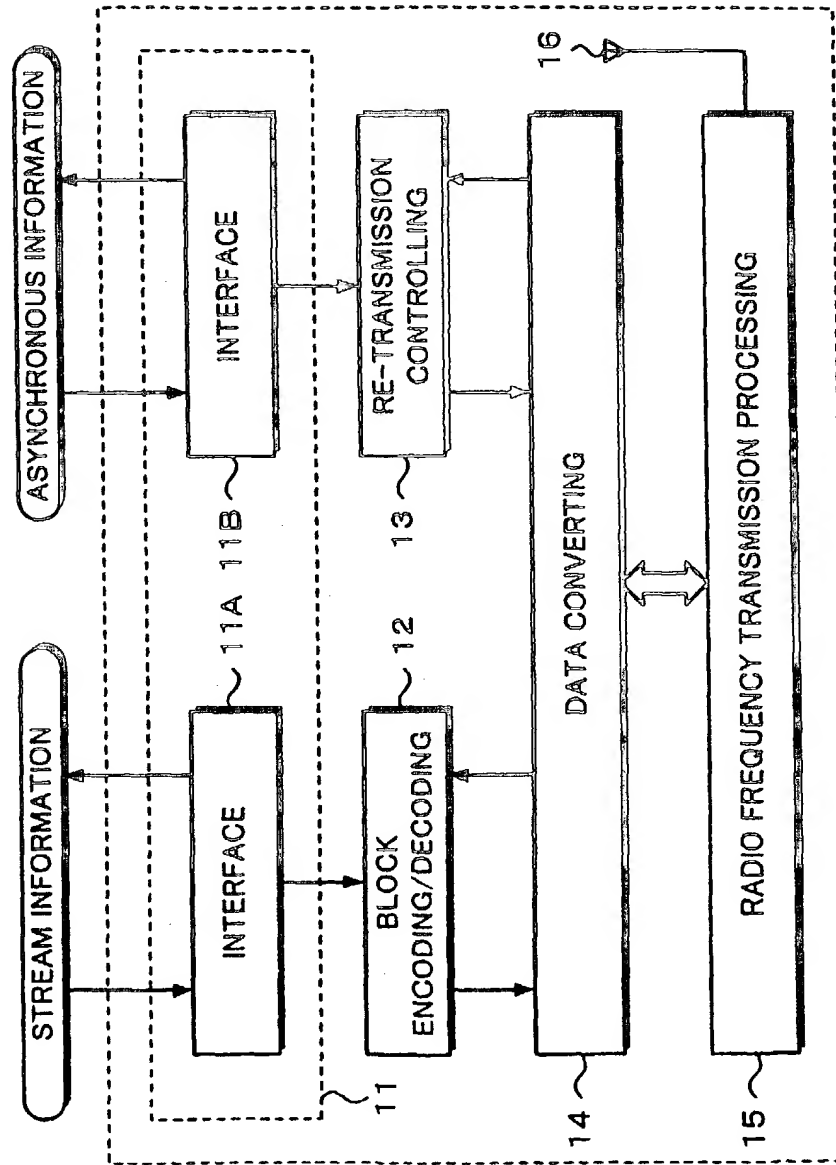 STREAM INFORMATION
ASYNCHRONOUS INFORMATION
INTERFACE
INTERFACE
11A
11B
11
BLOCK
ENCODING/DECODING
12
RE-TRANSMISSION
CONTROLLING
13
DATA CONVERTING
14
16
RADIO FREQUENCY TRANSMISSION PROCESSING
15